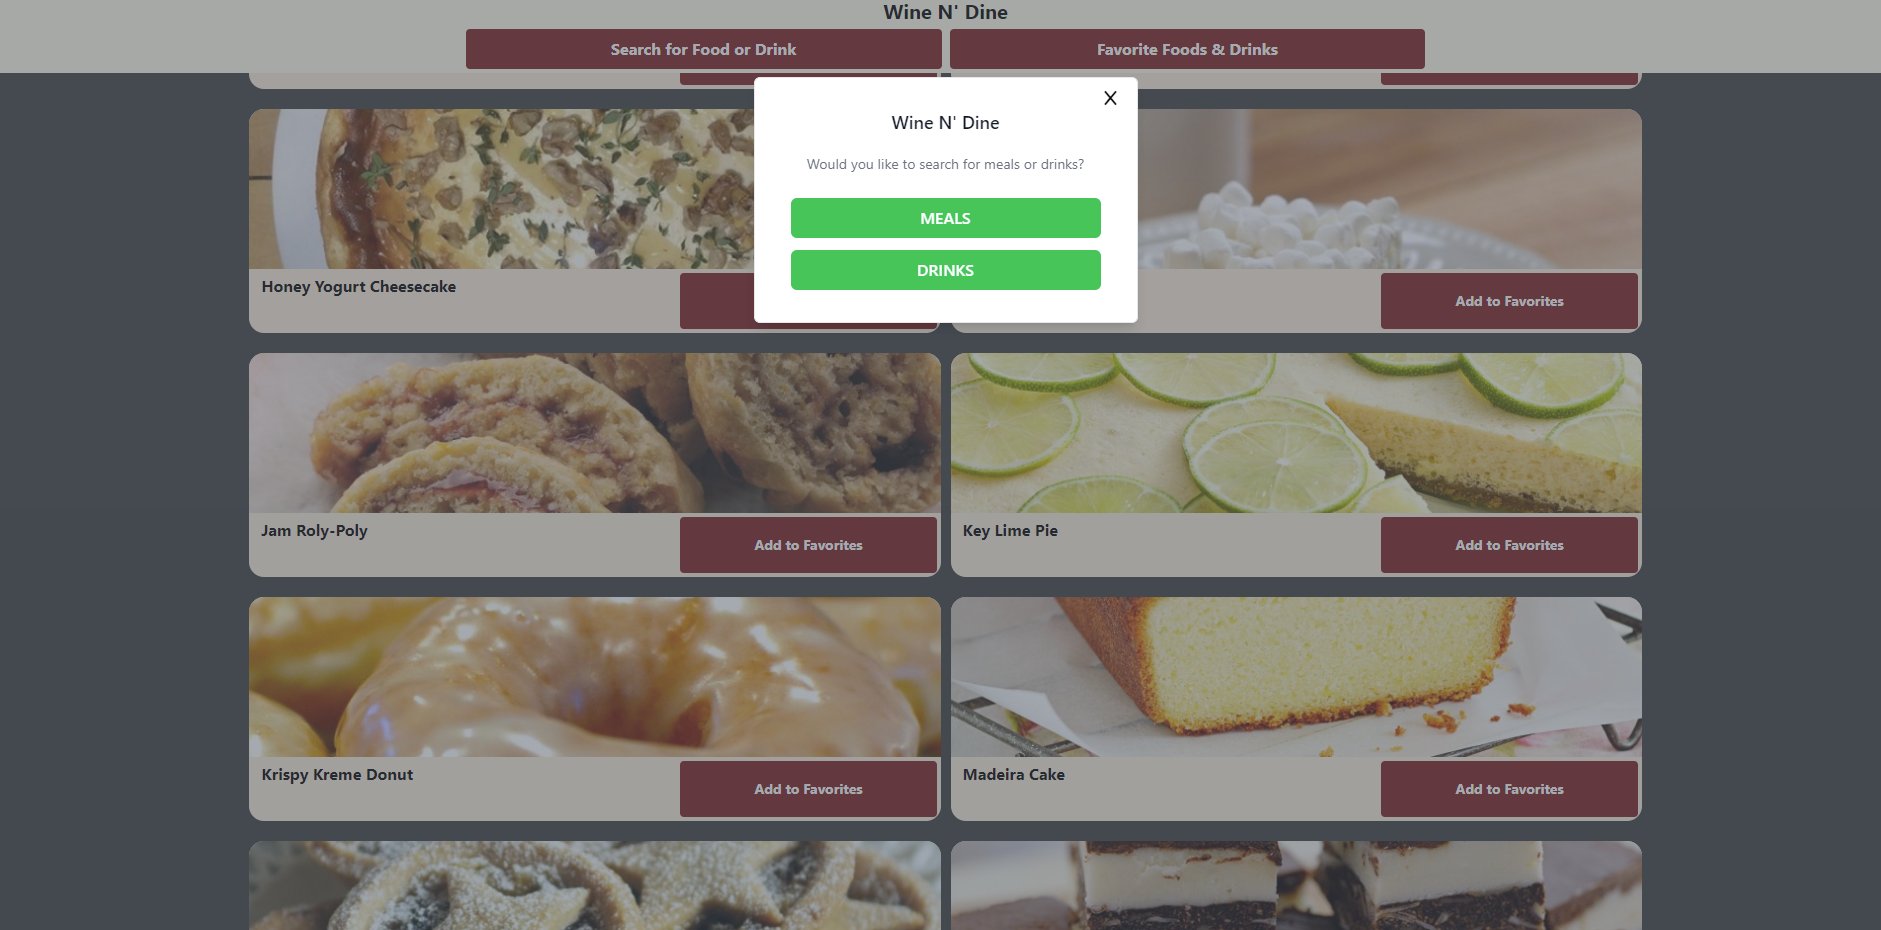 Wine N' Dine
Search for Food or Drink
Favorite Foods & Drinks
X
Wine N' Dine
Would you like to search for meals or drinks?
MEALS
DRINKS
Honey Yogurt Cheesecake
Add to Favorites
Jam Roly-Poly
Add to Favorites
Key Lime Pie
Add to Favorites
Krispy Kreme Donut
Add to Favorites
Madeira Cake
Add to Favorites